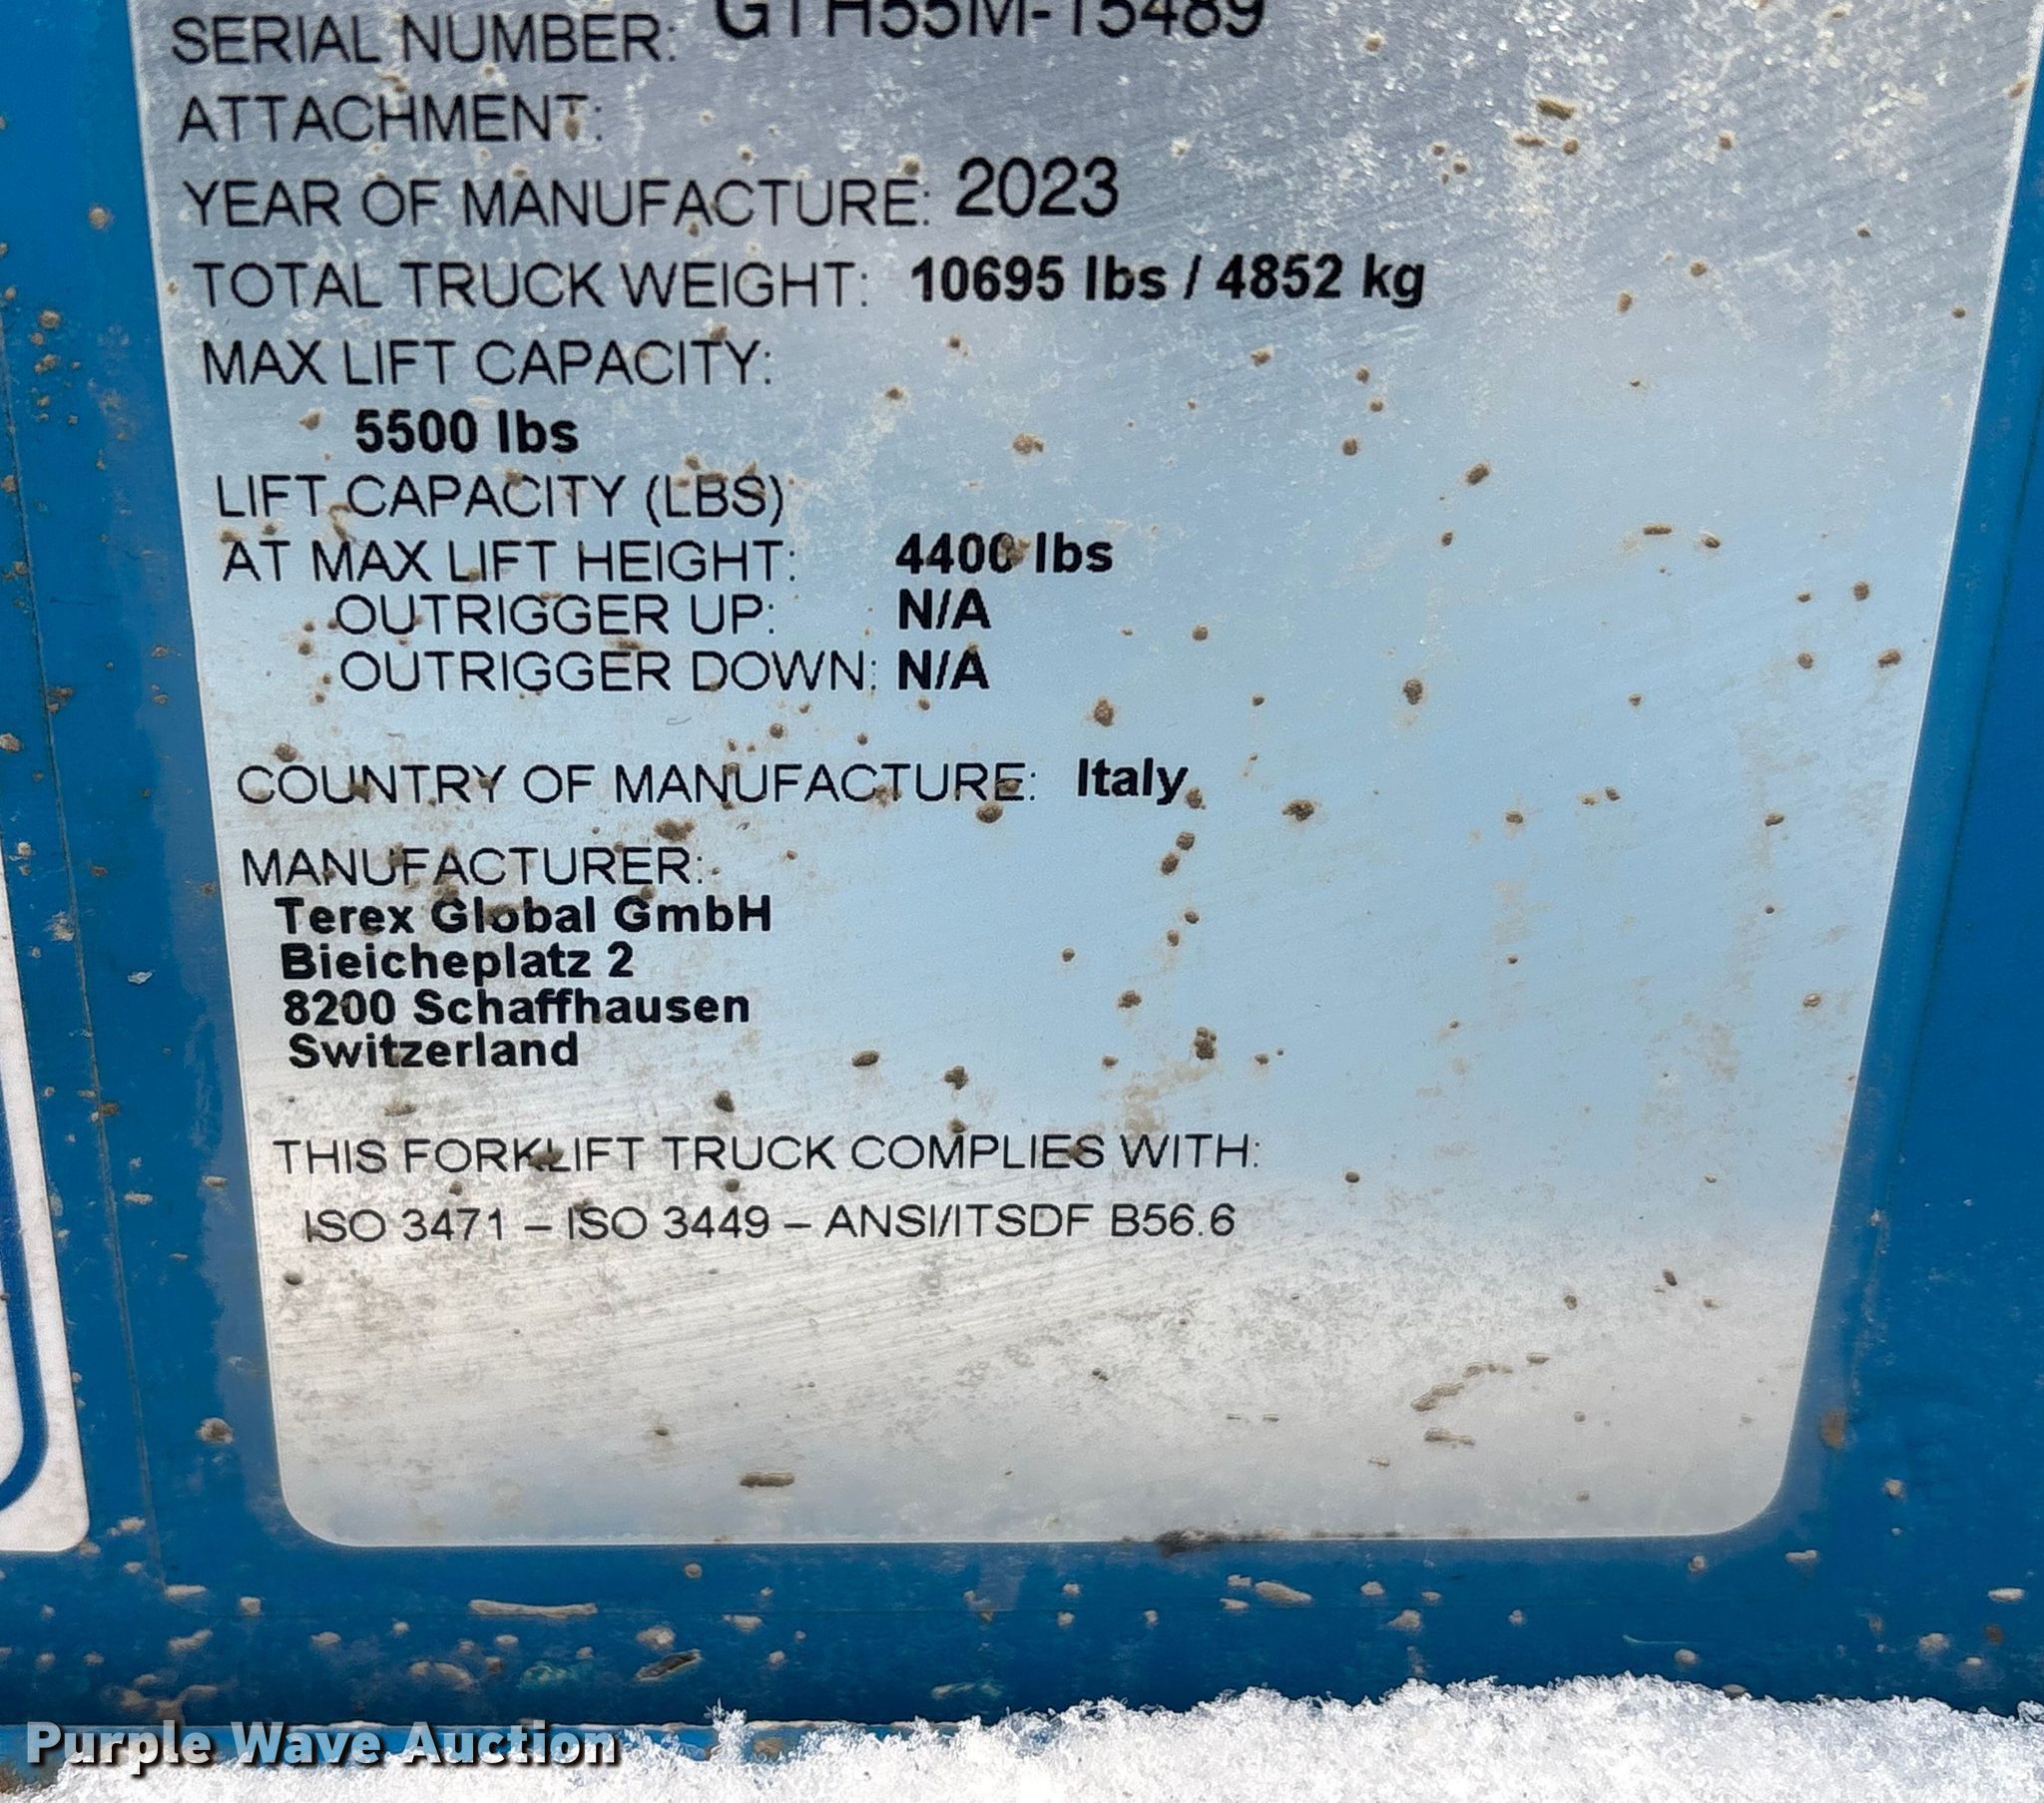 SERIAL NUMBER: GTH55M-15489
ATTACHMENT:
YEAR OF MANUFACTURE: 2023
TOTAL TRUCK WEIGHT: 10695 lbs / 4852 kg
MAX LIFT CAPACITY:
5500 lbs
LIFT CAPACITY (LBS)
AT MAX LIFT HEIGHT: 4400 lbs
OUTRIGGER UP: N/A
OUTRIGGER DOWN: N/A
COUNTRY OF MANUFACTURE: Italy
MANUFACTURER:
Terex Global GmbH
Bieicheplatz 2
8200 Schaffhausen
Switzerland
THIS FORKLIFT TRUCK COMPLIES WITH:
ISO 3471 – ISO 3449 – ANSI/ITSDF B56.6
Purple Wave Auction